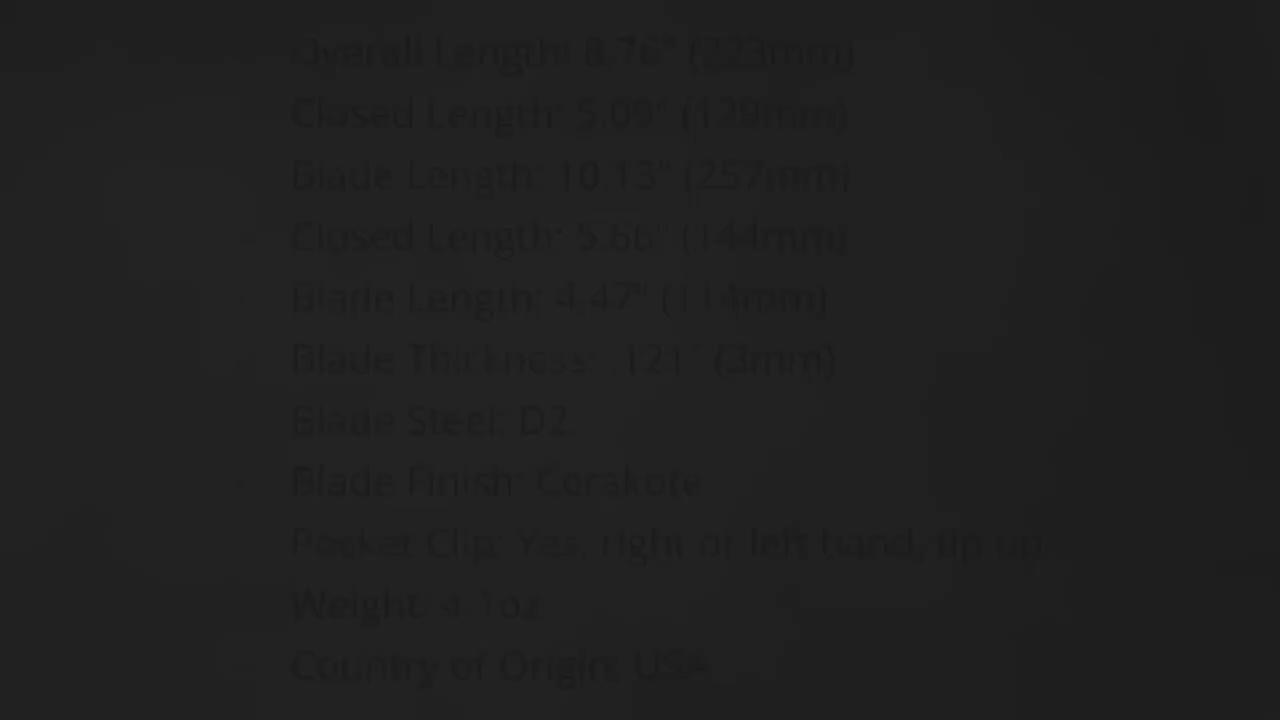 Overall Length: 8.76" (223mm)
Closed Length: 5.09" (129mm)
Blade Length: 10.13" (257mm)
Closed Length: 5.66" (144mm)
Blade Length: 4.47" (114mm)
Blade Thickness: .121" (3mm)
Blade Steel: D2
Blade Finish: Cerakote
Pocket Clip: Yes, right or left hand, tip up
Weight: 4.1oz
Country of Origin: USA